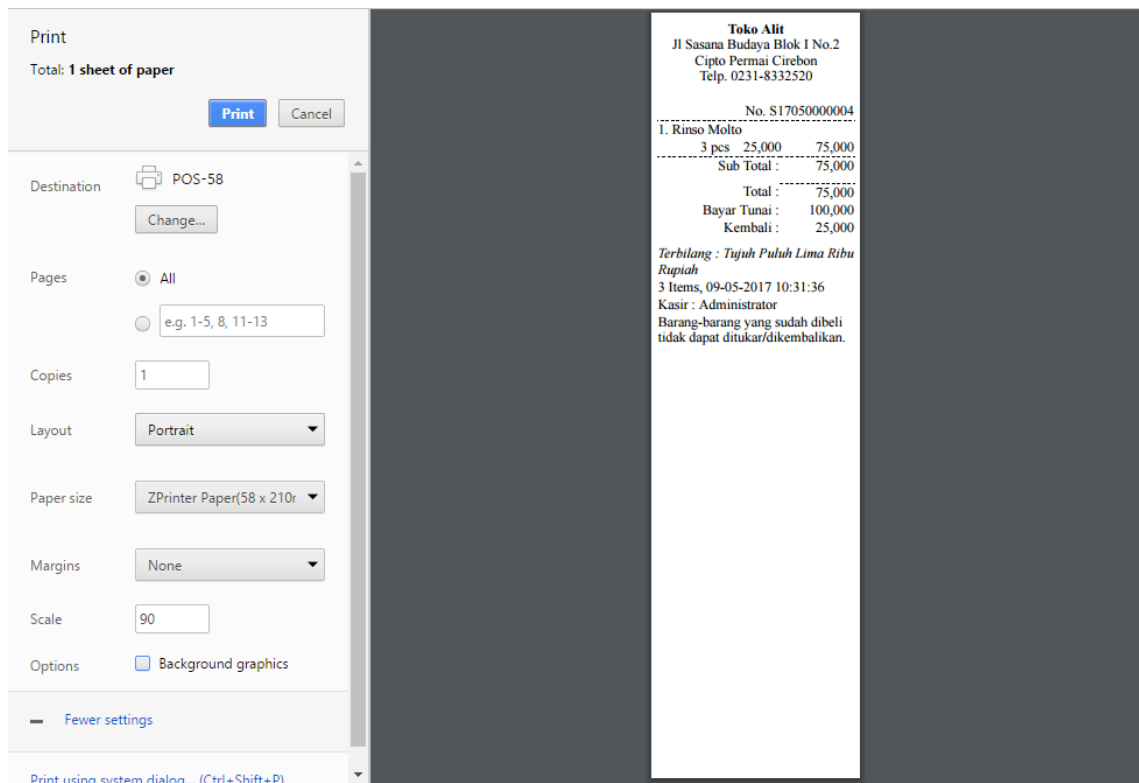 Print
Total: 1 sheet of paper
Print Cancel
Destination POS-58
Change...
Pages All
e.g. 1-5, 8, 11-13
Copies 1
Layout Portrait
Paper size ZPrinter Paper(58 x 210r
Margins None
Scale 90
Options Background graphics
Fewer settings
Print using system dialog... (Ctrl+Shift+P)
Toko Alit
Jl Sasana Budaya Blok I No.2
Cipto Permai Cirebon
Telp. 0231-8332520
No. S17050000004
1. Rinso Molto
3 pcs 25,000 75,000
Sub Total : 75,000
Total : 75,000
Bayar Tunai : 100,000
Kembali : 25,000
Terbilang : Tujuh Puluh Lima Ribu
Rupiah
3 Items, 09-05-2017 10:31:36
Kasir : Administrator
Barang-barang yang sudah dibeli
tidak dapat ditukar/dikembalikan.